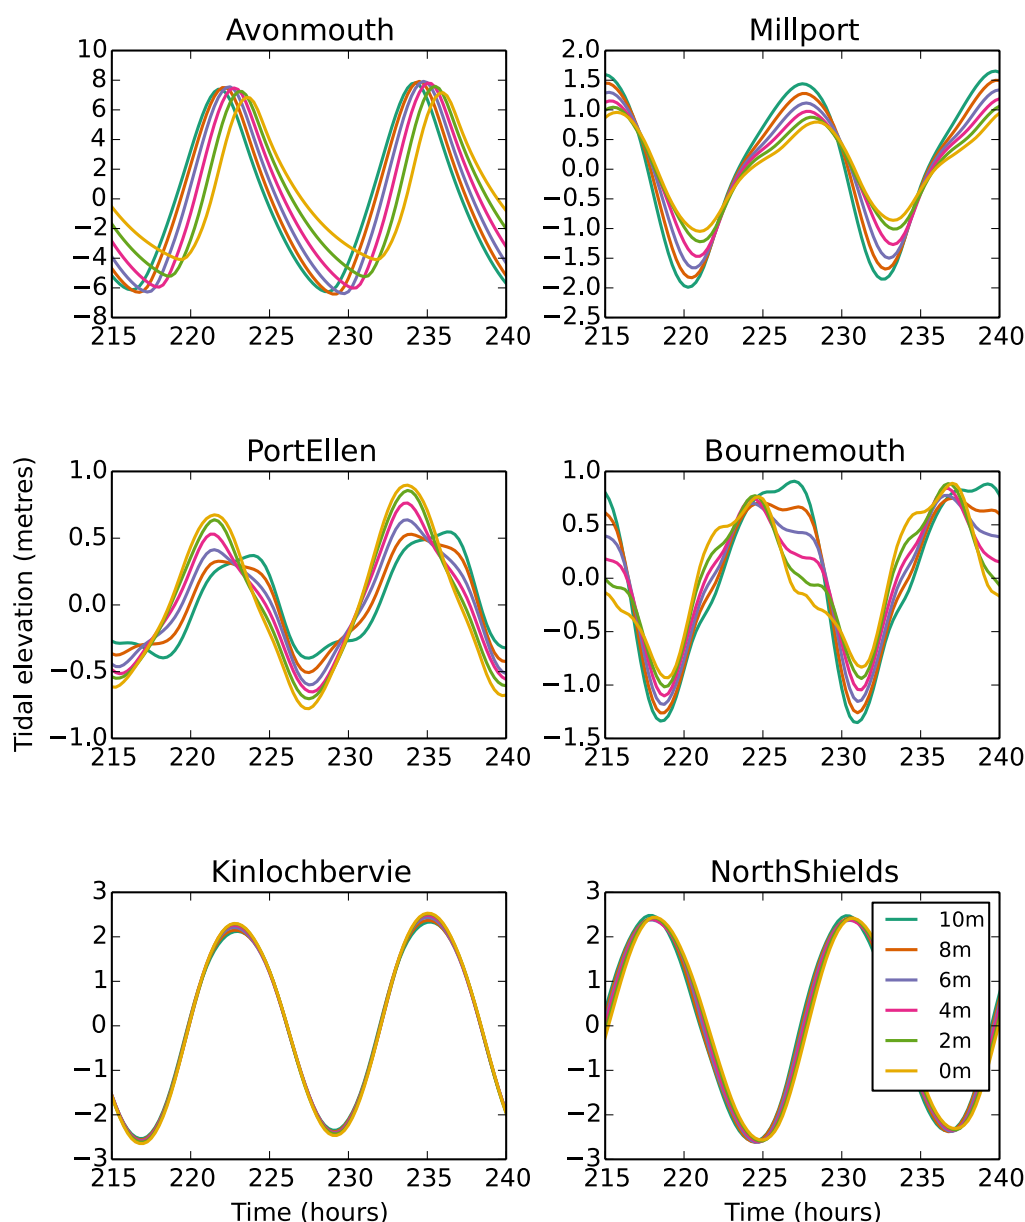 Avonmouth
10
8
6
4
2
0
−2
−4
−6
−8
215 220 225 230 235 240
Millport
2.0
1.5
1.0
0.5
0.0
−0.5
−1.0
−1.5
−2.0
−2.5
215 220 225 230 235 240
Tidal elevation (metres)
PortEllen
1.0
0.5
0.0
−0.5
−1.0
215 220 225 230 235 240
Bournemouth
1.0
0.5
0.0
−0.5
−1.0
−1.5
215 220 225 230 235 240
Kinlochbervie
3
2
1
0
−1
−2
−3
215 220 225 230 235 240
Time (hours)
NorthShields
3
2
1
0
−1
−2
−3
10m
8m
6m
4m
2m
0m
215 220 225 230 235 240
Time (hours)